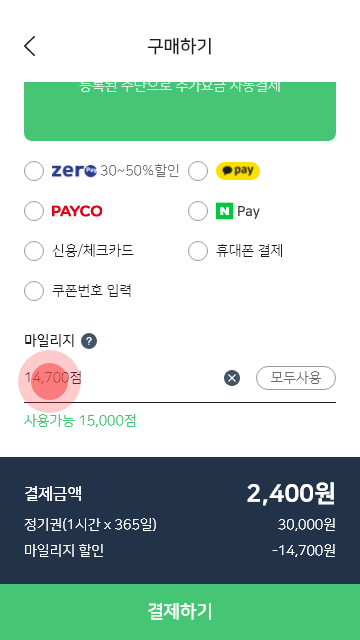 구매하기
등록된 수단으로 추가요금 자동결제
zero Pay 30~50%할인
pay
PAYCO
N Pay
신용/체크카드
휴대폰 결제
쿠폰번호 입력
마일리지 ?
14,700점
모두사용
사용가능 15,000점
결제금액 2,400원
정기권(1시간 x 365일) 30,000원
마일리지 할인 -14,700원
결제하기